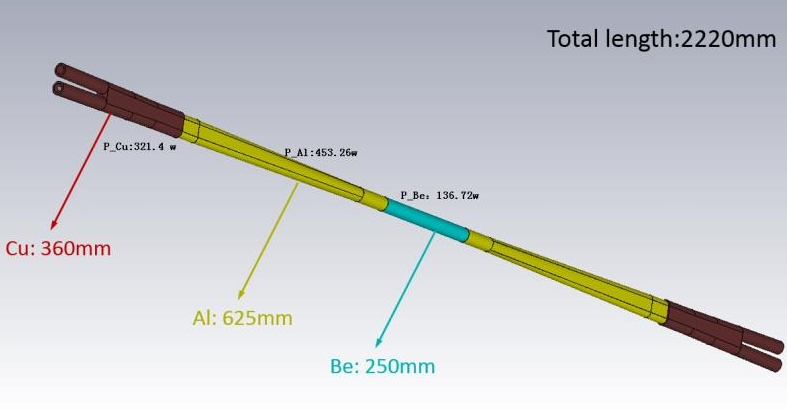 Total length:2220mm
P_Cu:321.4 w
P_Al:453.26w
P_Be: 136.72w
Cu: 360mm
Al: 625mm
Be: 250mm